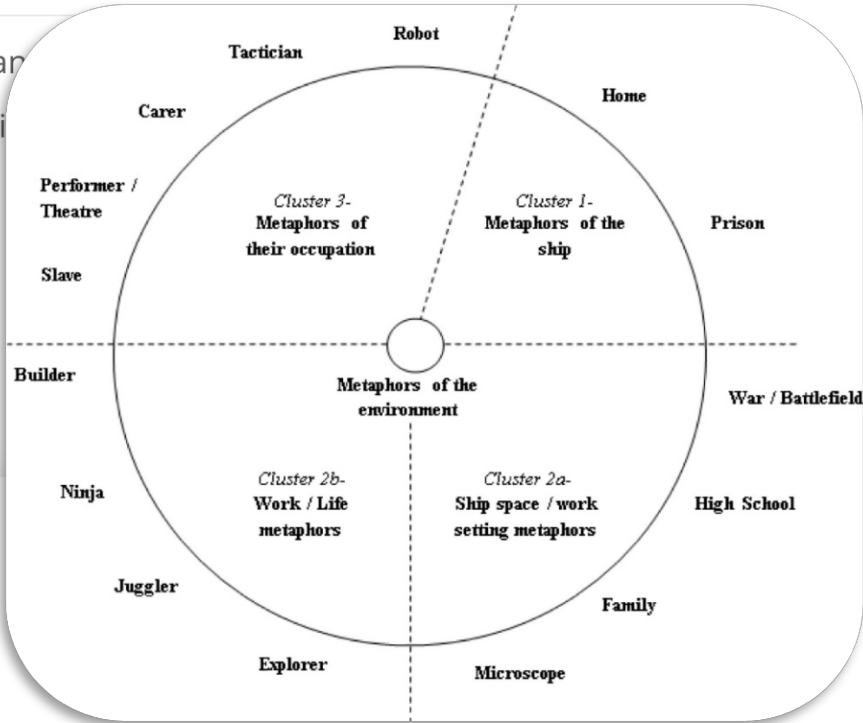 Robot
Tactician
Home
Carer
Performer /
Theatre
Cluster 3-
Metaphors of
their occupation
Cluster 1-
Metaphors of the
ship
Prison
Slave
Builder
Metaphors of the
environment
War / Battlefield
Cluster 2b-
Work / Life
metaphors
Cluster 2a-
Ship space / work
setting metaphors
Ninja
High School
Juggler
Family
Explorer
Microscope